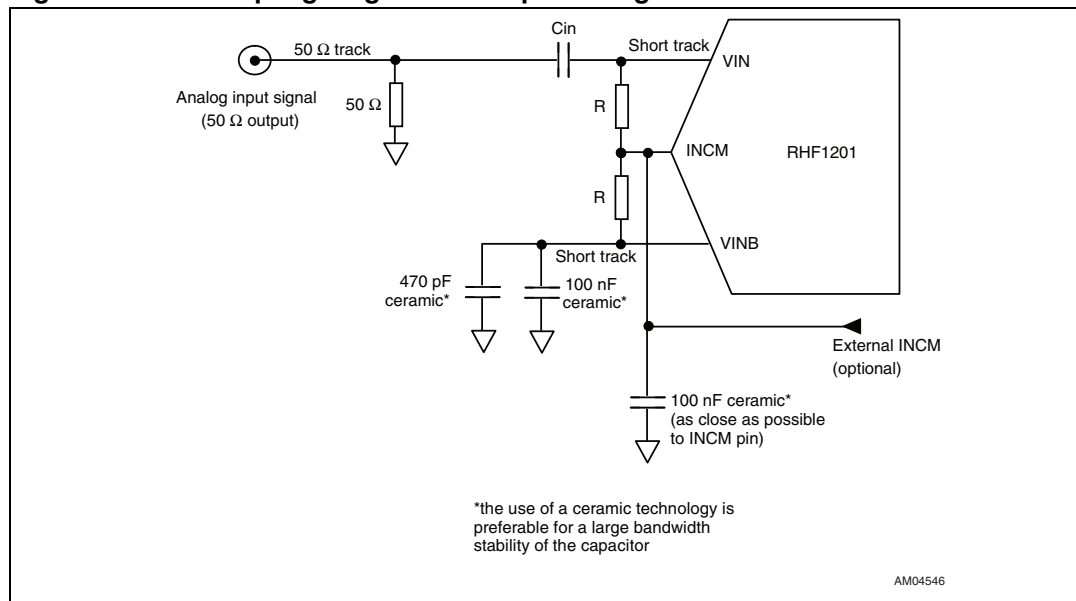 Cin
50 Ω track
Short track
VIN
Analog input signal
(50 Ω output)
50 Ω
R
INCM
RHF1201
R
VINB
Short track
470 pF
ceramic*
100 nF
ceramic*
External INCM
(optional)
100 nF ceramic*
(as close as possible
to INCM pin)
*the use of a ceramic technology is
preferable for a large bandwidth
stability of the capacitor
AM04546